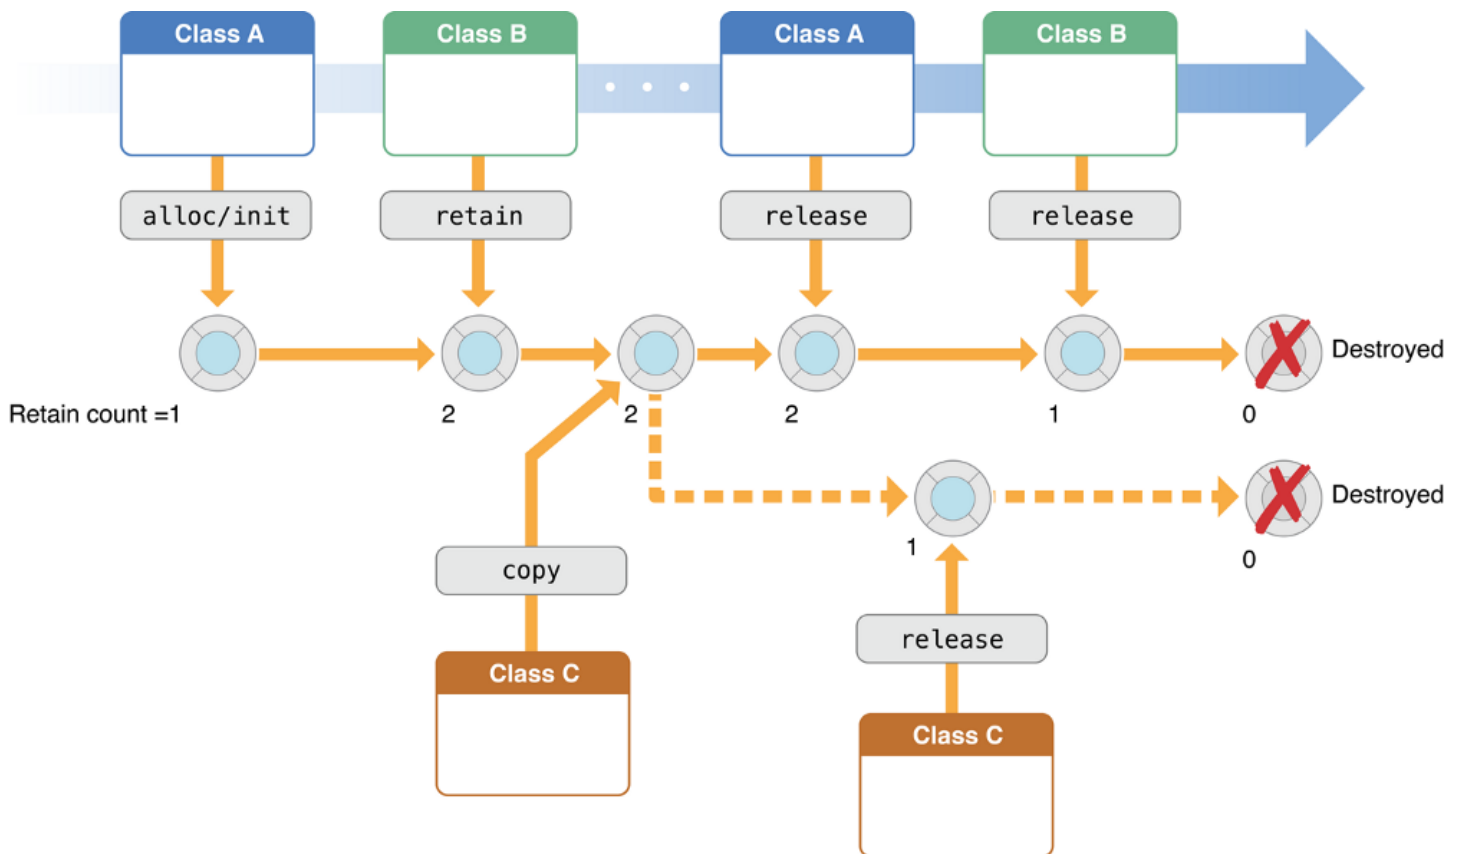 Class A
Class B
Class A
Class B
alloc/init
retain
release
release
Destroyed
Retain count =1
2
2
2
1
0
Destroyed
1
0
copy
release
Class C
Class C